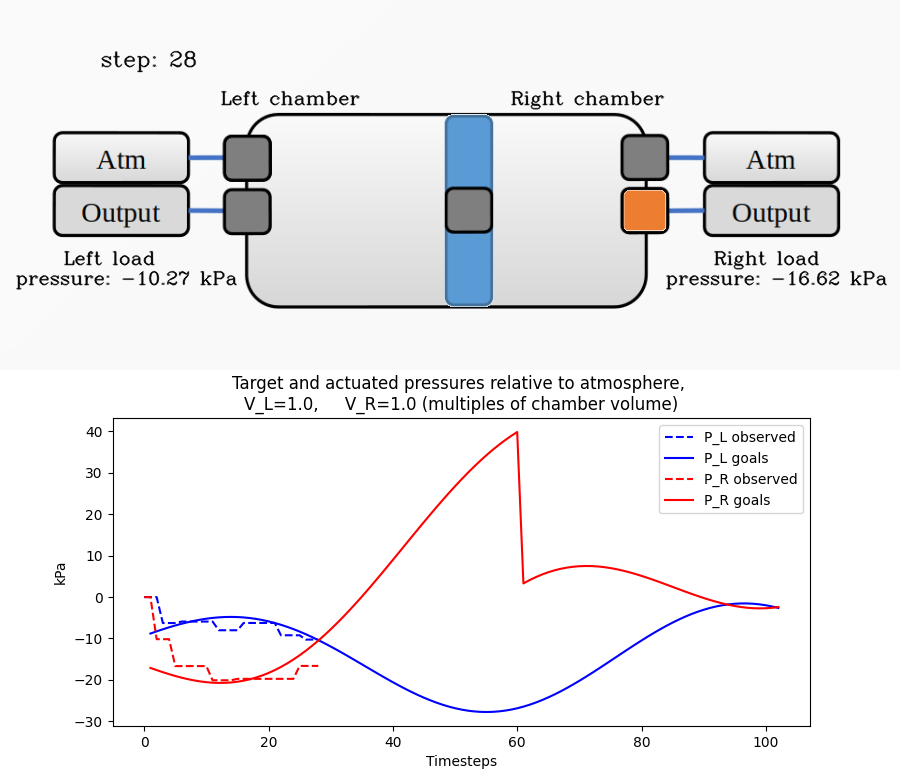 step: 28
Left chamber
Right chamber
Atm
Atm
Output
Output
Left load
pressure: −10.27 kPa
Right load
pressure: −16.62 kPa
Target and actuated pressures relative to atmosphere,
V_L=1.0, V_R=1.0 (multiples of chamber volume)
P_L observed
P_L goals
P_R observed
P_R goals
kPa
40
30
20
10
0
−10
−20
−30
0
20
40
60
80
100
Timesteps